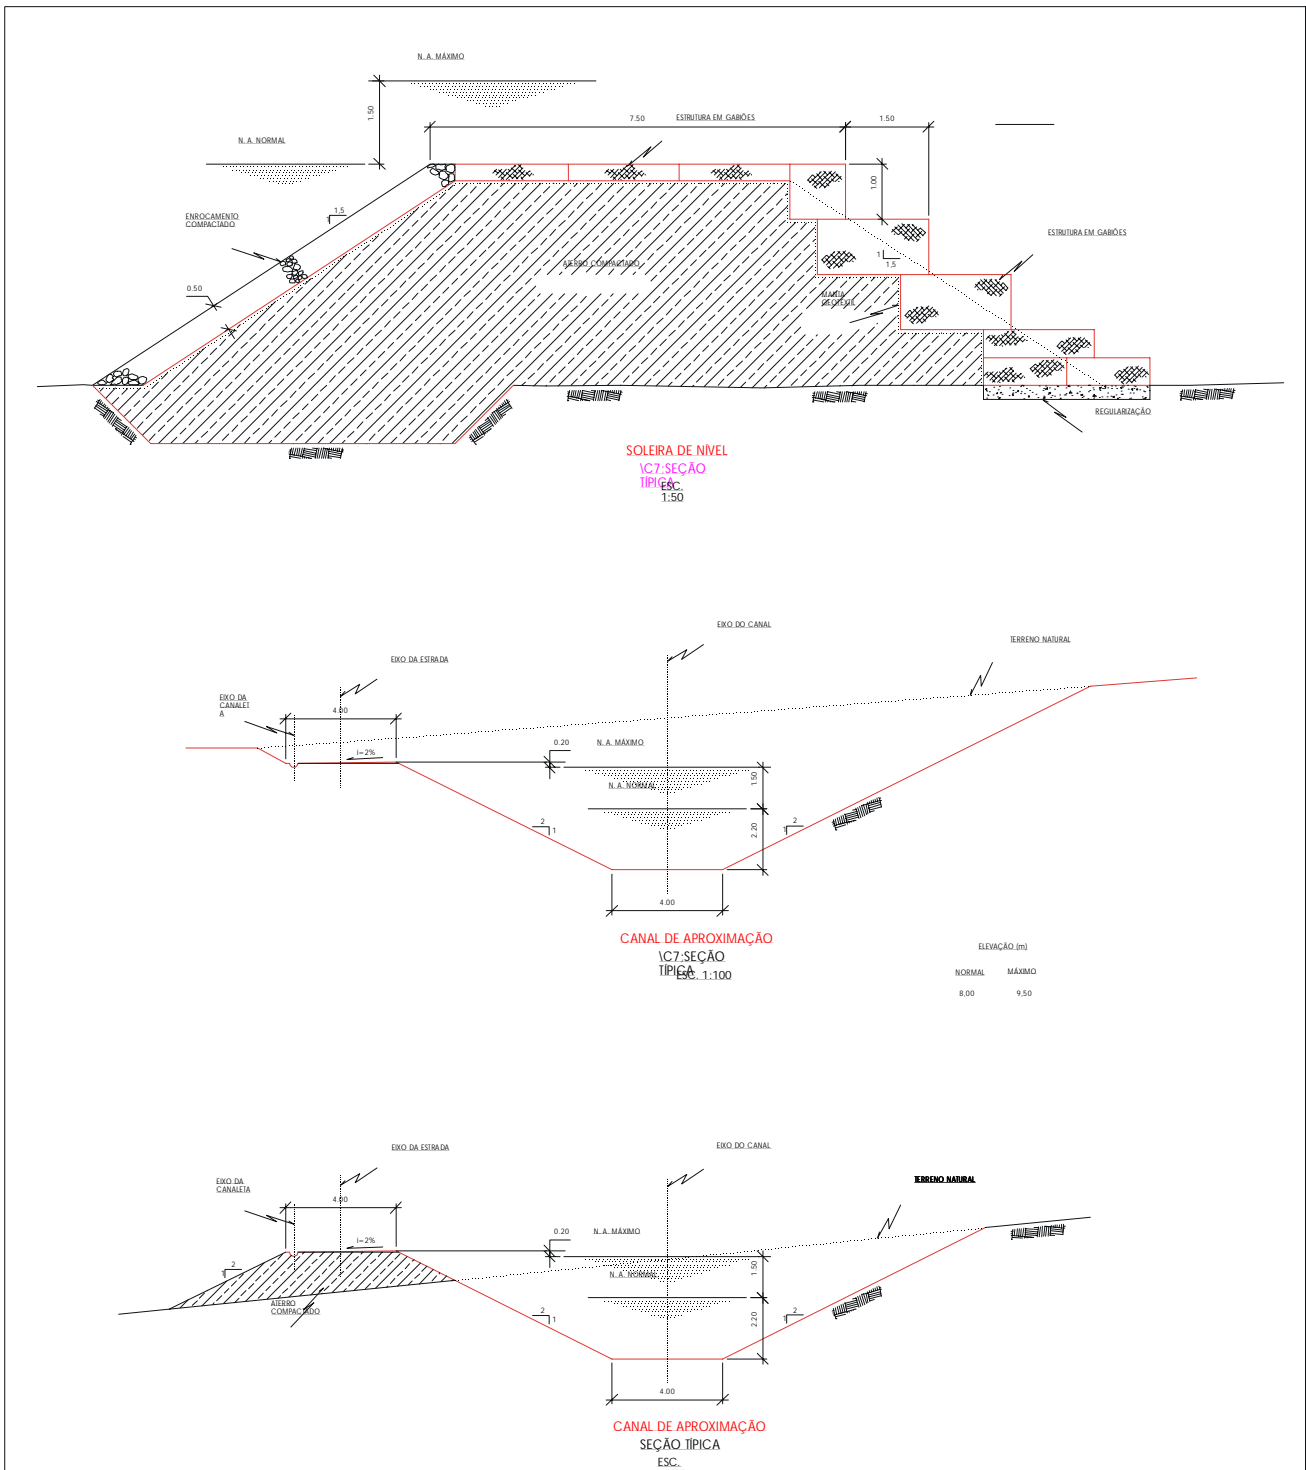 N. A. MÁXIMO
1.50
7.50
ESTRUTURA EM GABIÕES
1.50
N. A. NORMAL
1.00
ENROCAMENTO
COMPACTADO
1,5
1
ESTRUTURA EM GABIÕES
ATERRO COMPACTADO
1
1,5
0.50
MANTA
GEOTÊXTIL
REGULARIZAÇÃO
SOLEIRA DE NÍVEL
\C7;SEÇÃO
TÍPICA
ESC.
1:50
EIXO DO CANAL
TERRENO NATURAL
EIXO DA ESTRADA
EIXO DA
CANALET
A
4.00
0.20
N. A. MÁXIMO
i=2%
1.50
N. A. NORMAL
2
1
2
1
2.20
4.00
CANAL DE APROXIMAÇÃO
\C7;SEÇÃO
TÍPICA
ESC. 1:100
ELEVAÇÃO (m)
NORMAL MÁXIMO
8,00 9,50
EIXO DA ESTRADA
EIXO DO CANAL
EIXO DA
CANALETA
TERRENO NATURAL
4.00
0.20
N. A. MÁXIMO
i=2%
2
1
1.50
N. A. NORMAL
ATERRO
COMPACTADO
2
1
2
1
2.20
4.00
CANAL DE APROXIMAÇÃO
SEÇÃO TÍPICA
ESC.